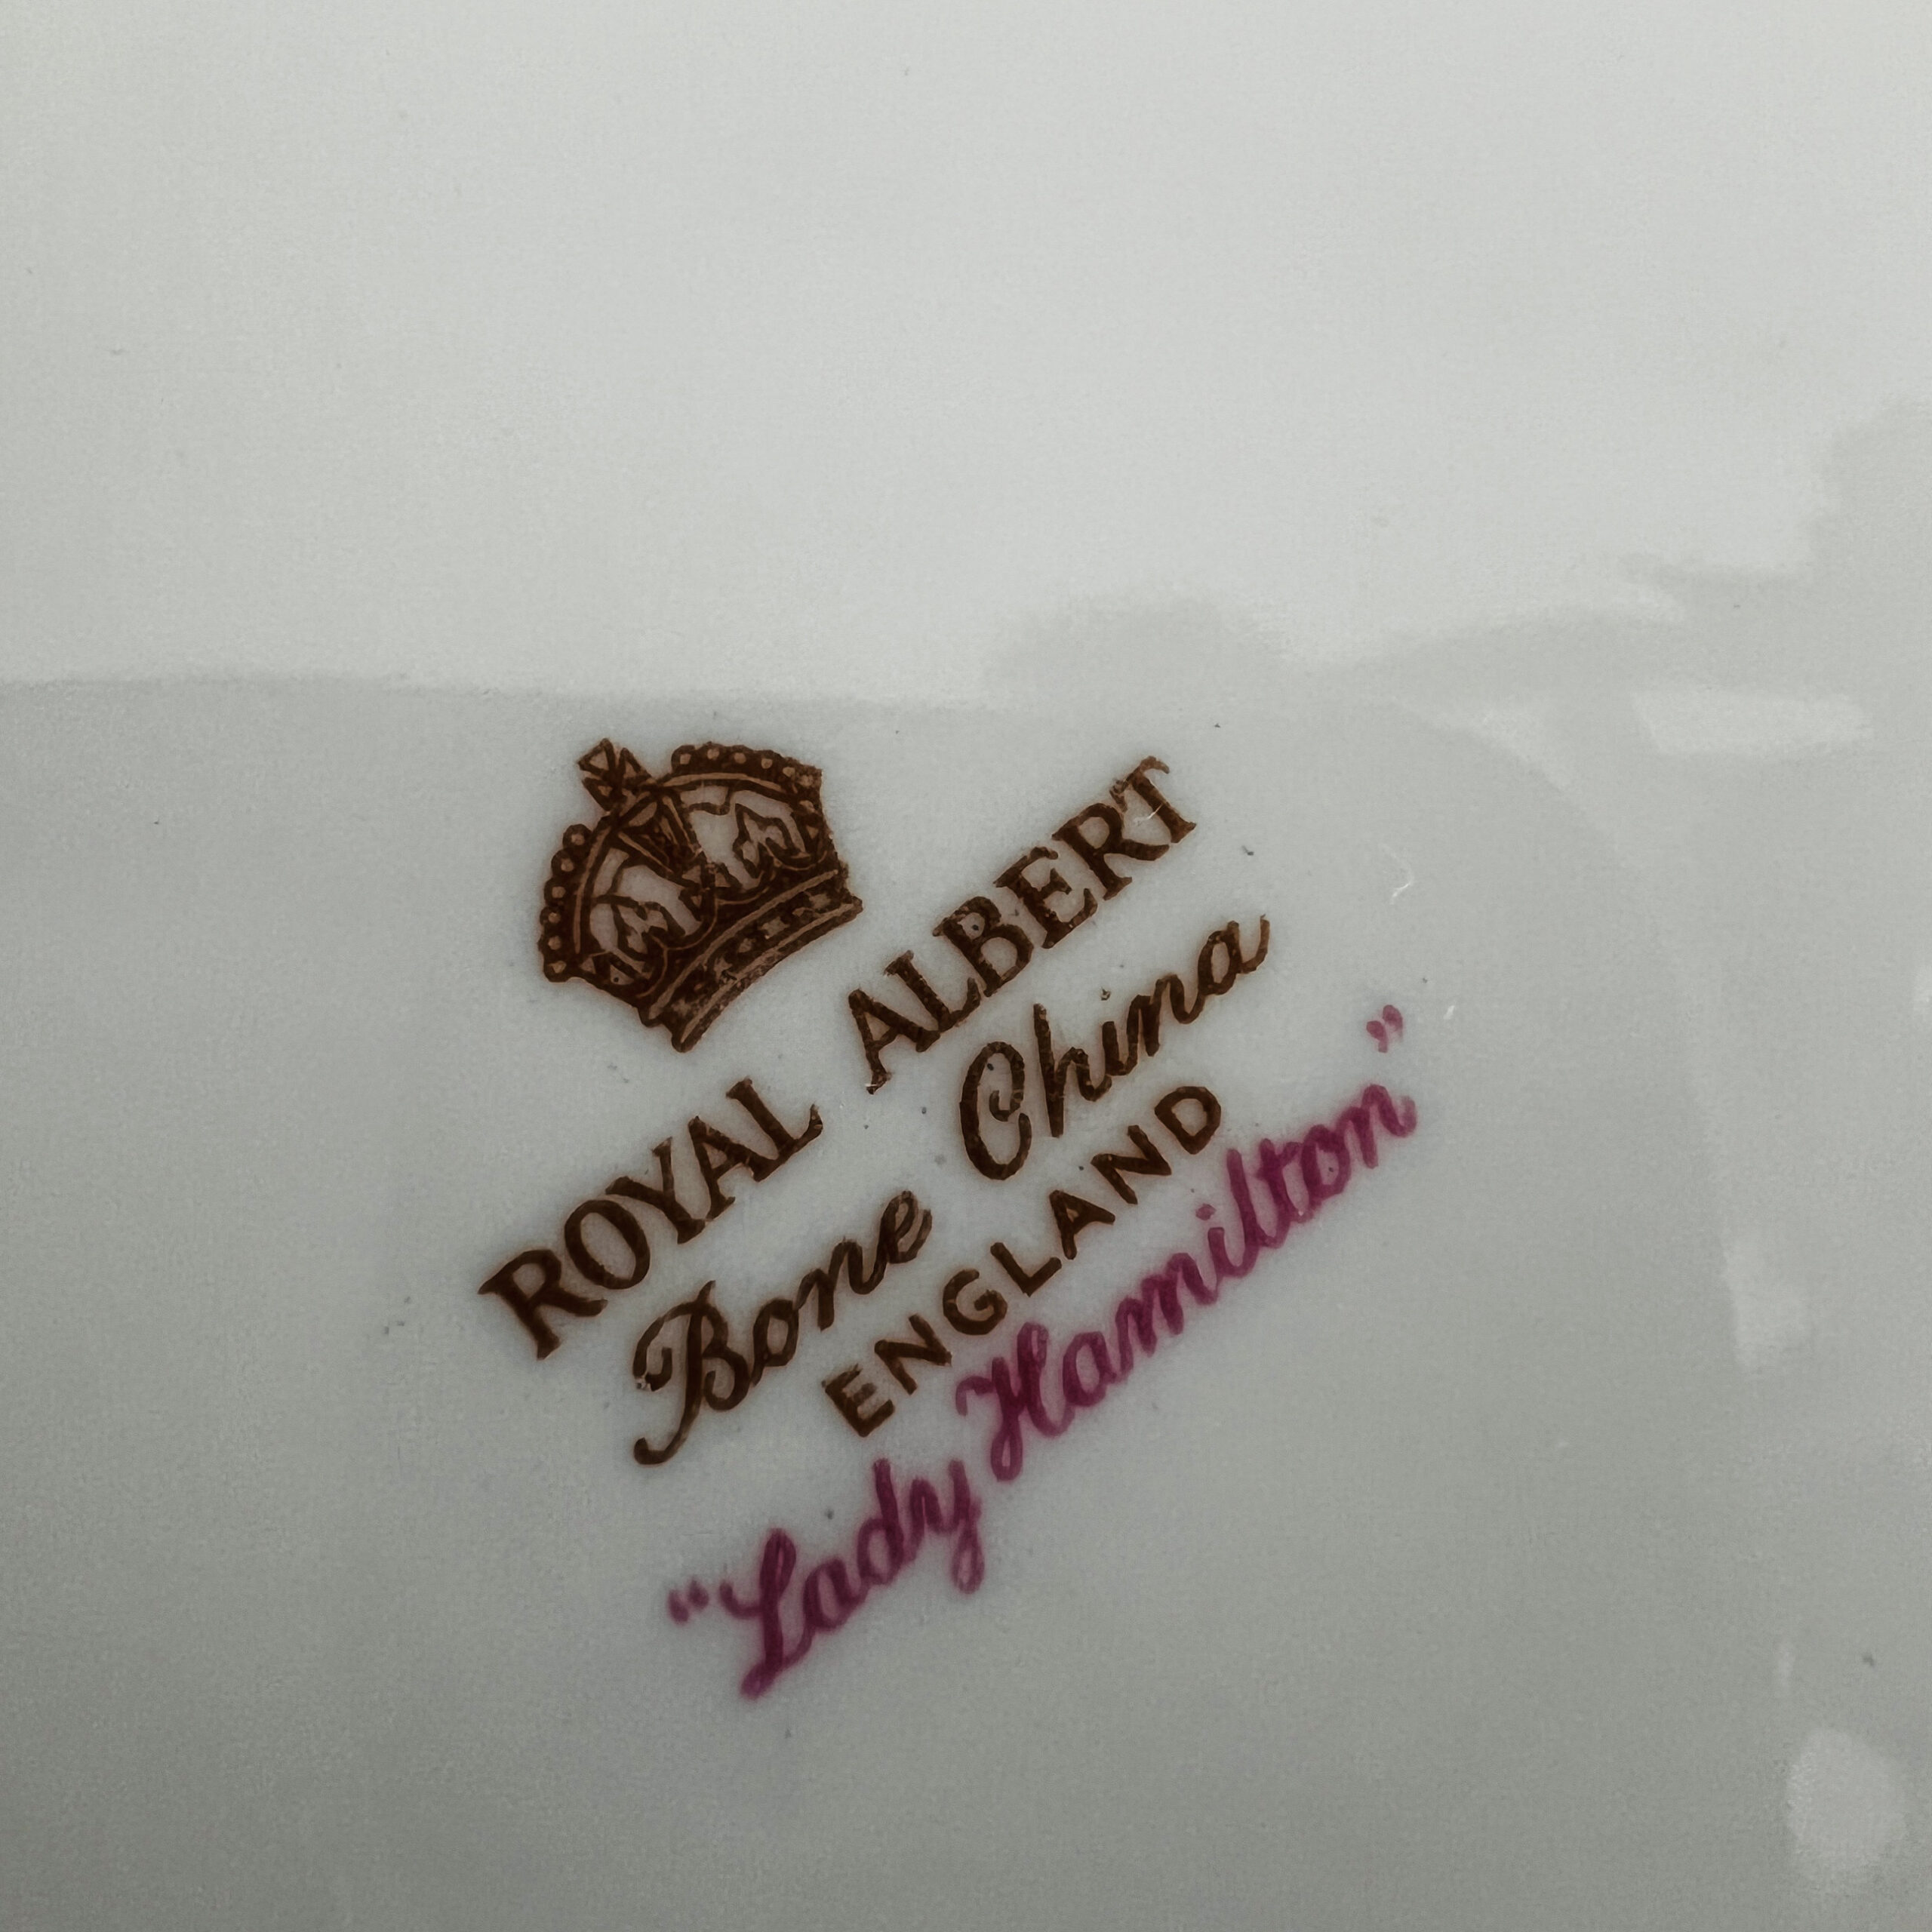 ROYAL ALBERT
Bone China
ENGLAND
“Lady Hamilton”